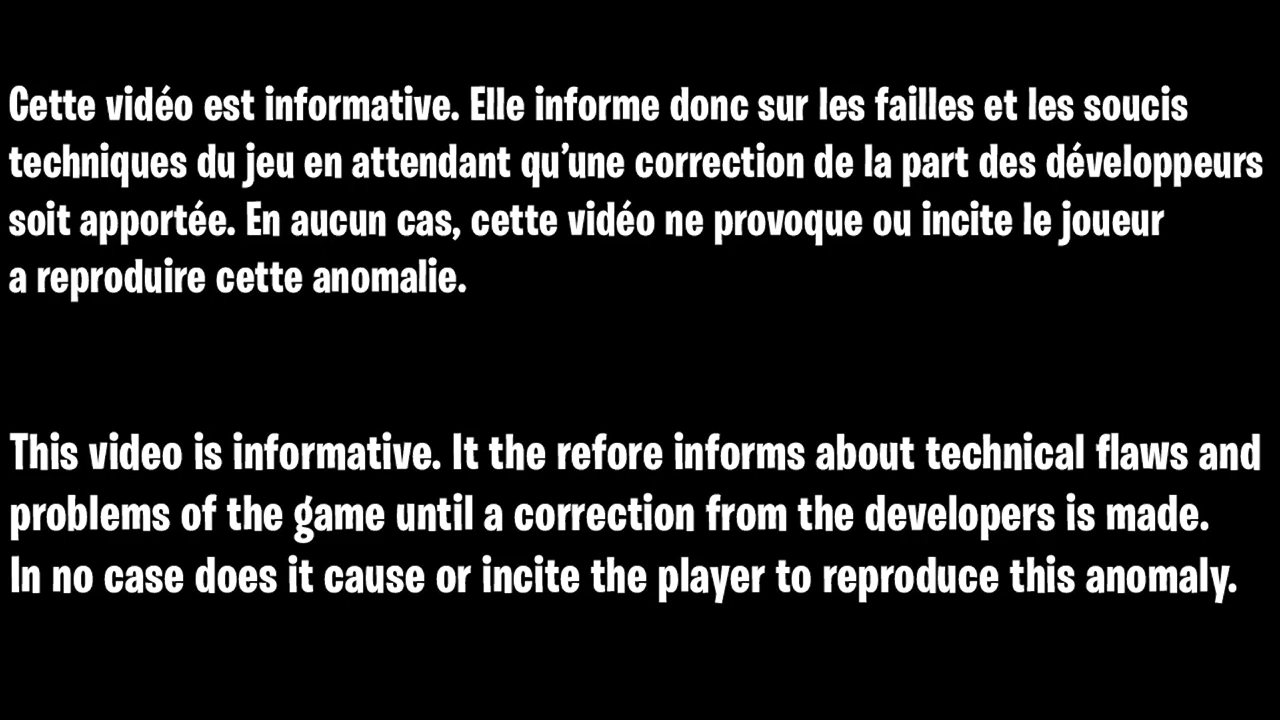 Cette vidéo est informative. Elle informe donc sur les failles et les soucis
techniques du jeu en attendant qu’une correction de la part des développeurs
soit apportée. En aucun cas, cette vidéo ne provoque ou incite le joueur
a reproduire cette anomalie.
This video is informative. It the refore informs about technical flaws and
problems of the game until a correction from the developers is made.
In no case does it cause or incite the player to reproduce this anomaly.